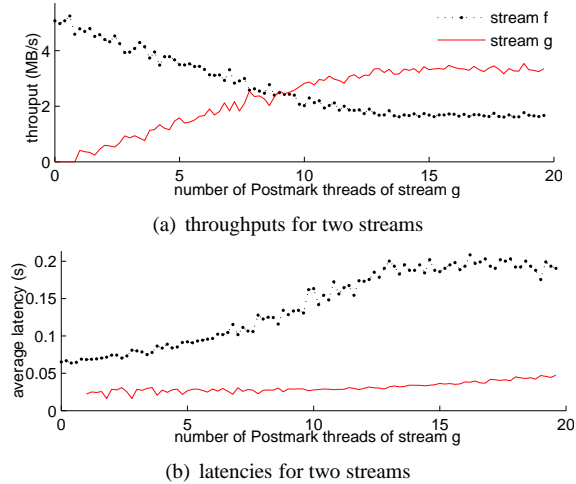 stream f
stream g
throuput (MB/s)
4
2
0
0 5 10 15 20
number of Postmark threads of stream g
(a) throughputs for two streams
average latency (s)
0.2
0.15
0.1
0.05
0
0 5 10 15 20
number of Postmark threads of stream g
(b) latencies for two streams